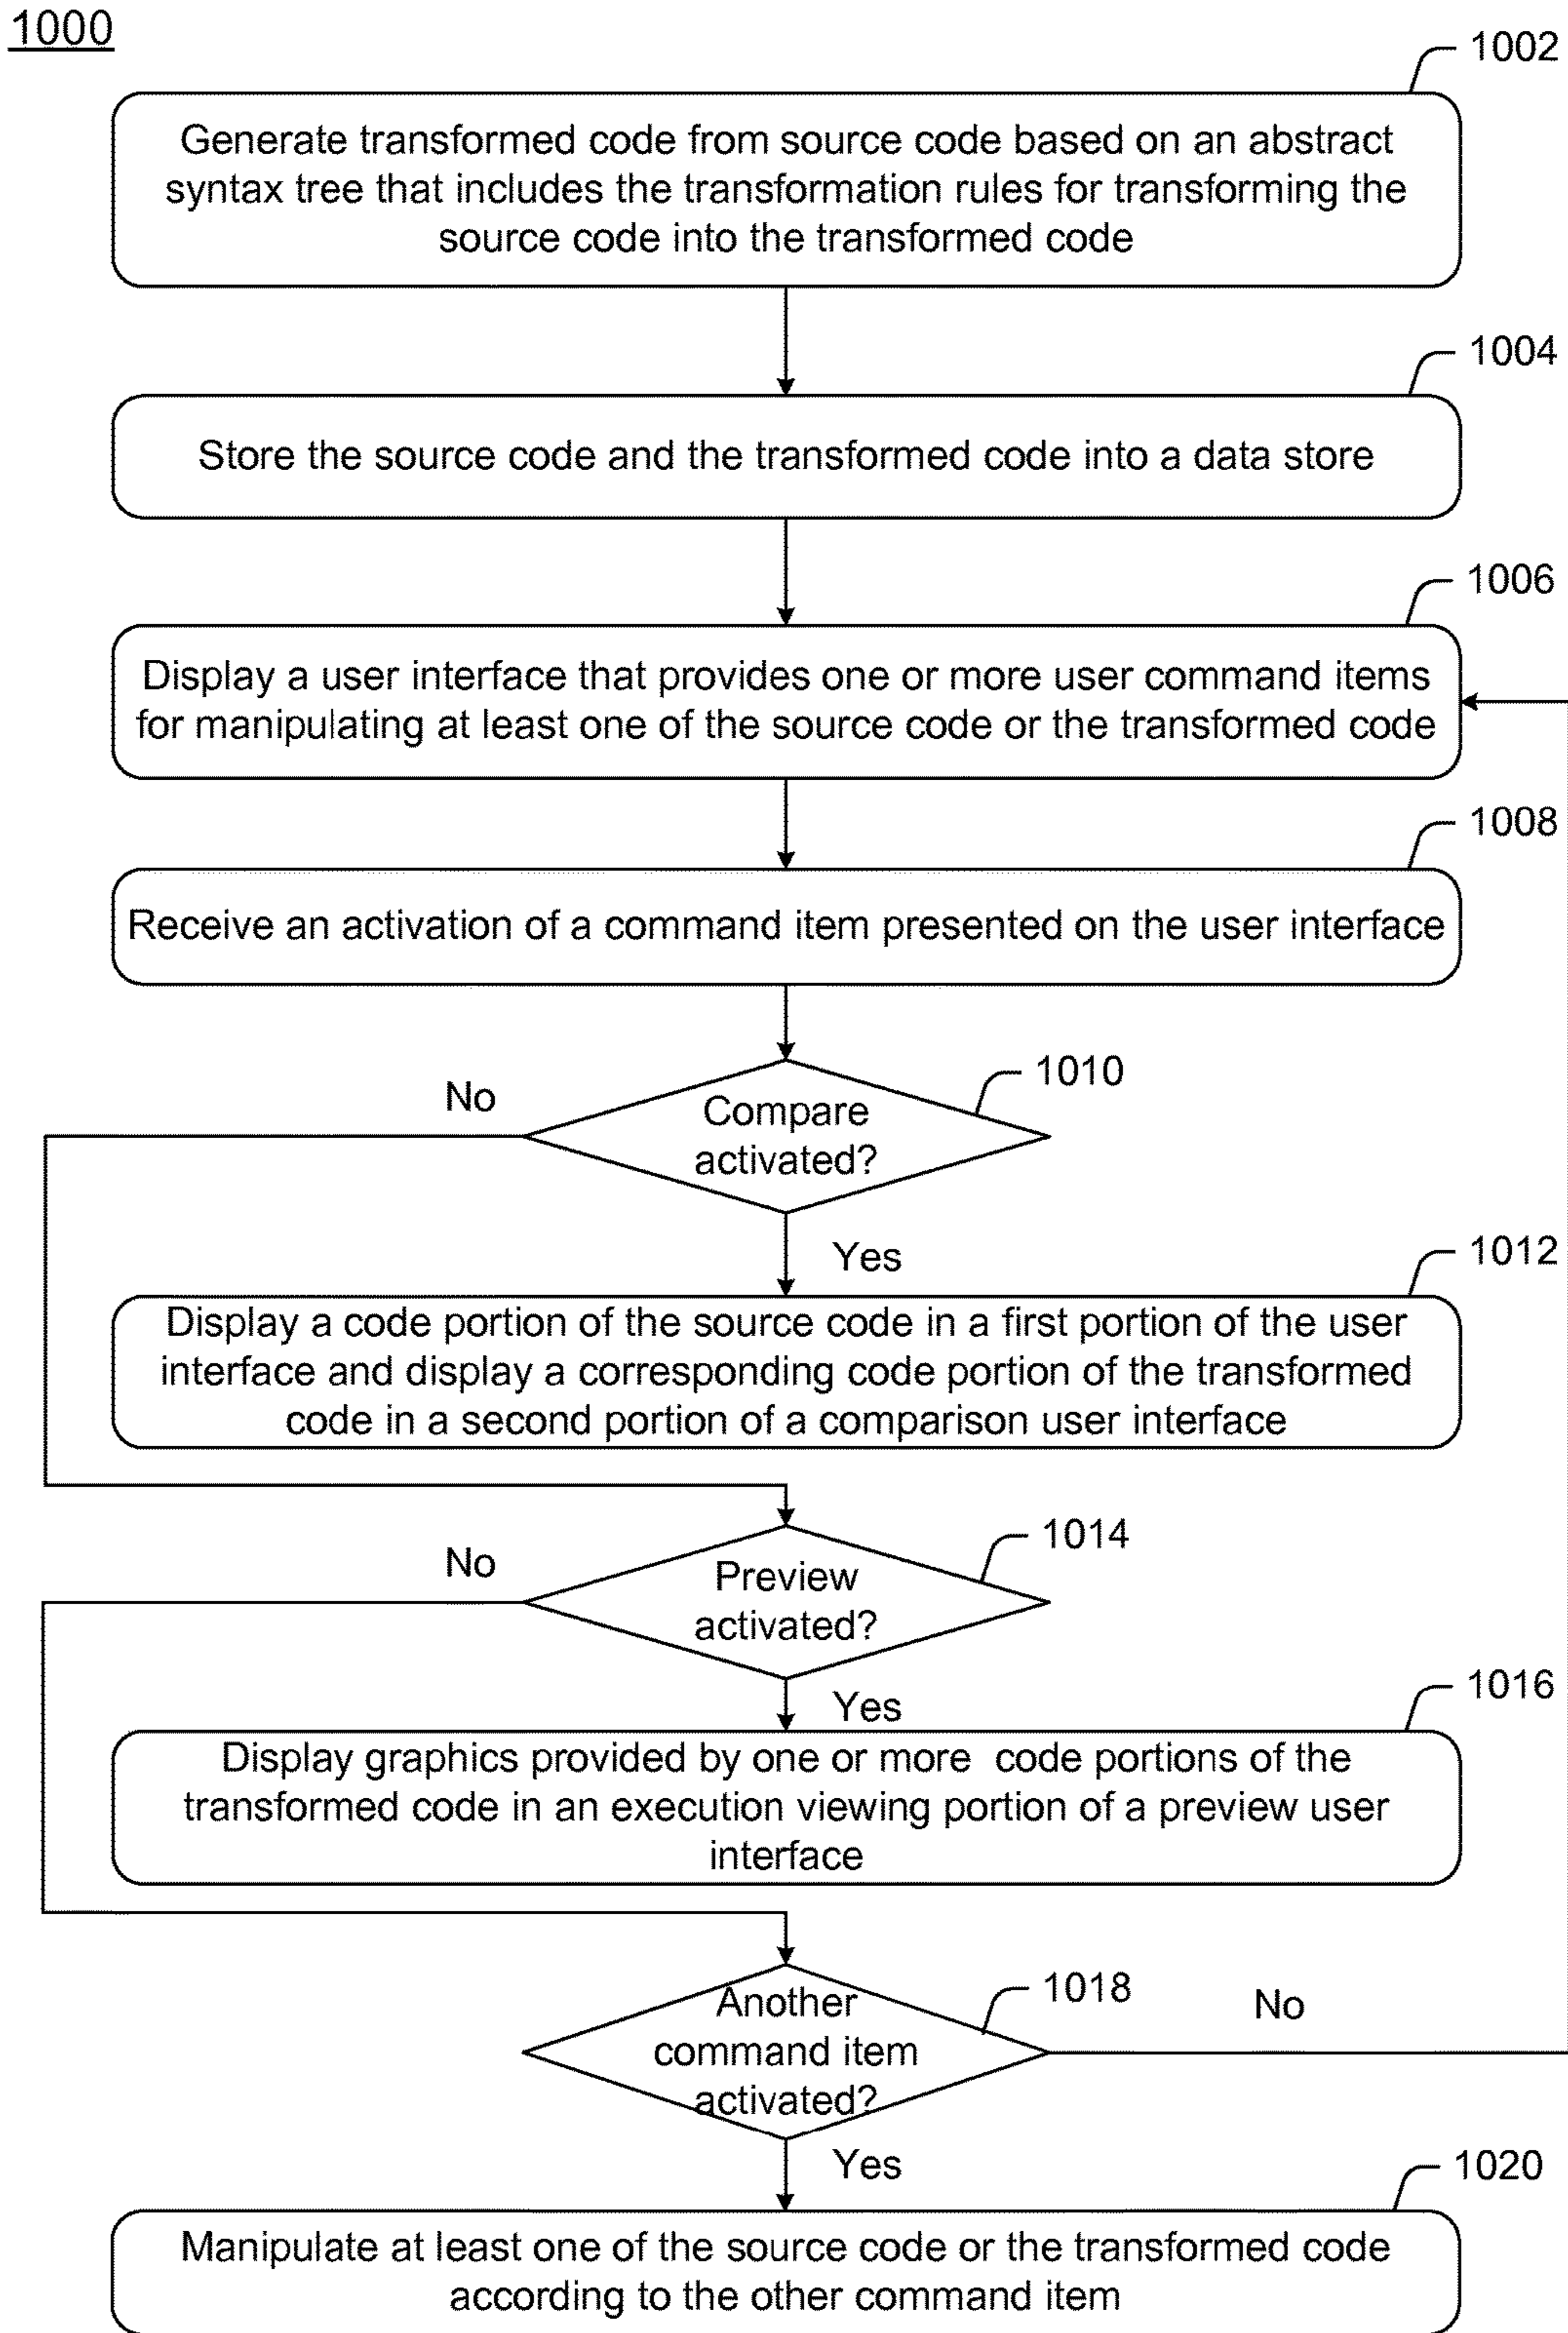 1000
1002
Generate transformed code from source code based on an abstract
syntax tree that includes the transformation rules for transforming the
source code into the transformed code
1004
Store the source code and the transformed code into a data store
1006
Display a user interface that provides one or more user command items
for manipulating at least one of the source code or the transformed code
1008
Receive an activation of a command item presented on the user interface
1010
No
Compare
activated?
Yes
1012
Display a code portion of the source code in a first portion of the user
interface and display a corresponding code portion of the transformed
code in a second portion of a comparison user interface
1014
No
Preview
activated?
Yes
1016
Display graphics provided by one or more code portions of the
transformed code in an execution viewing portion of a preview user
interface
1018
No
Another
command item
activated?
Yes
1020
Manipulate at least one of the source code or the transformed code
according to the other command item